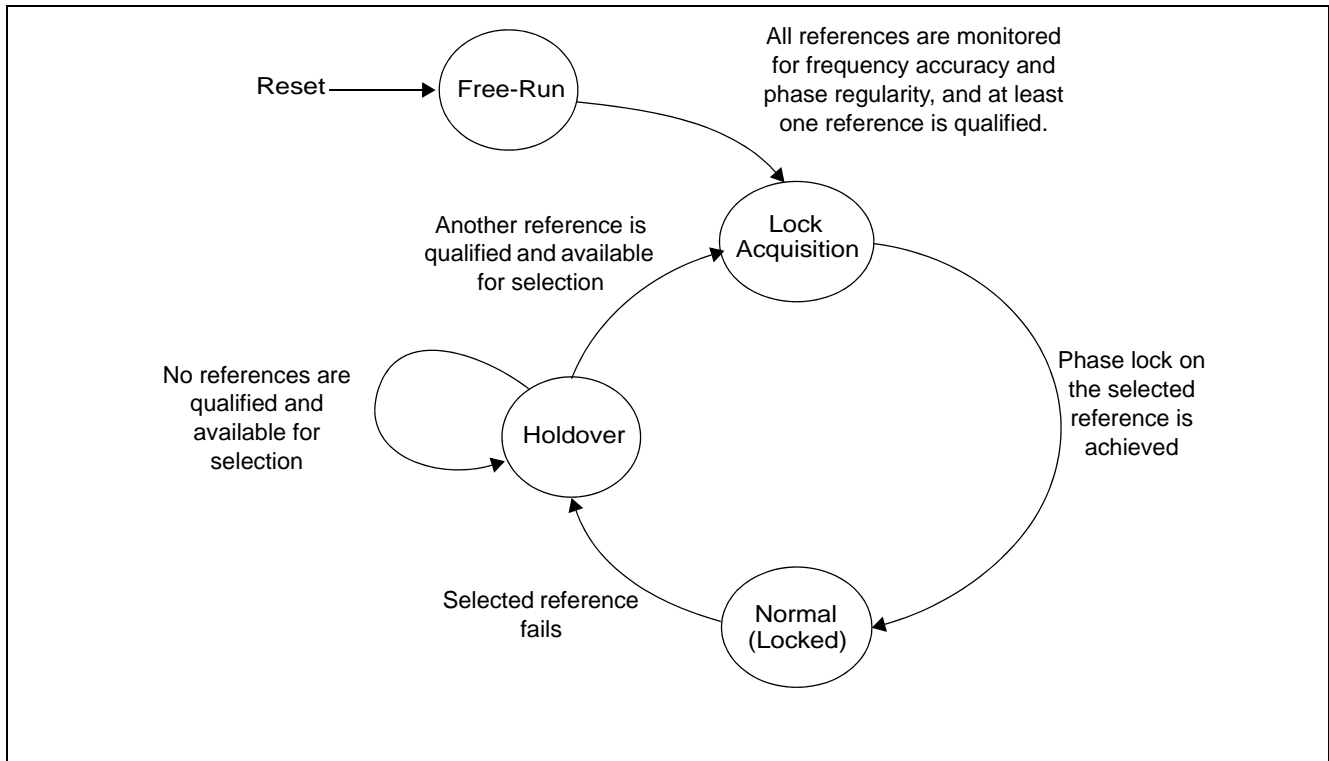 All references are monitored
for frequency accuracy and
phase regularity, and at least
one reference is qualified.
Reset
Free-Run
Another reference is
qualified and available
for selection
Lock
Acquisition
No references are
qualified and
available for
selection
Holdover
Phase lock on
the selected
reference is
achieved
Selected reference
fails
Normal
(Locked)